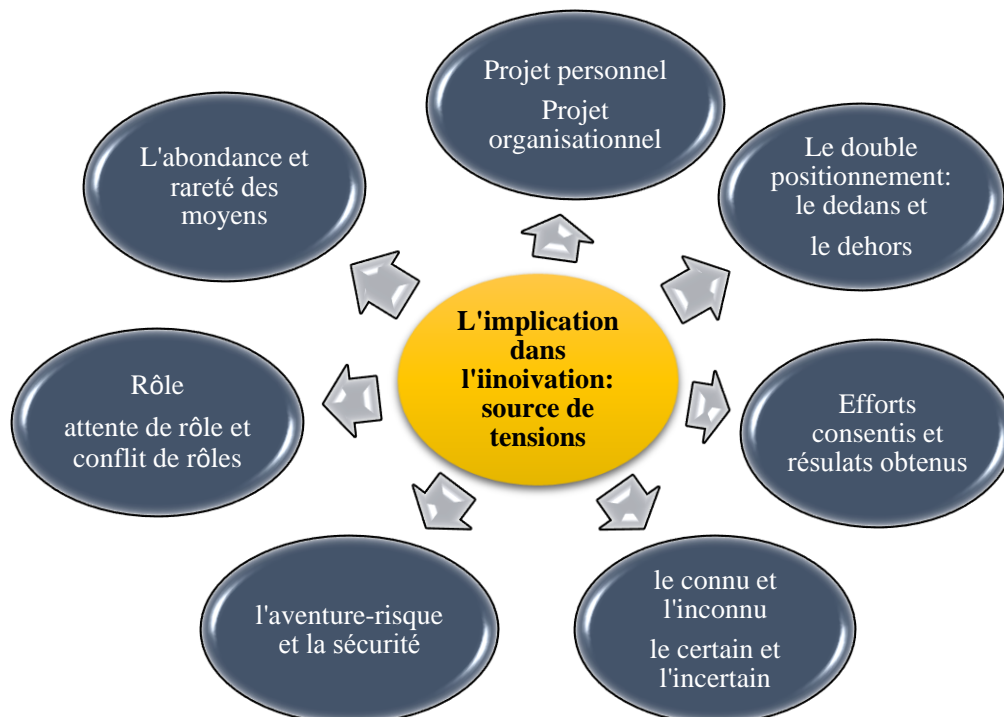 Projet personnel
Projet
organisationnel
Le double
positionnement:
le dedans et
le dehors
L'abondance et
rareté des
moyens
L'implication
dans
l'iinoivation:
source de
tensions
Rôle
attente de rôle et
conflit de rôles
Efforts
consentis et
résulats obtenus
l'aventure-risque
et la sécurité
le connu et
l'inconnu
le certain et
l'incertain